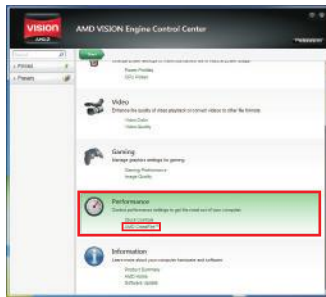 VISION
AMD
AMD VISION Engine Control Center
Pinned
Presets
Start
Power Profiles
GPU Power
Video
Enhance the quality of video playback or convert videos to other file formats
Video Color
Video Quality
Gaming
Manage graphics settings for gaming
Gaming Performance
Image Quality
Performance
Control performance settings to get the most out of your computer
AMD CrossFire™
Information
Learn more about your computer hardware and software
Product Summary
AMD Home
Software Update